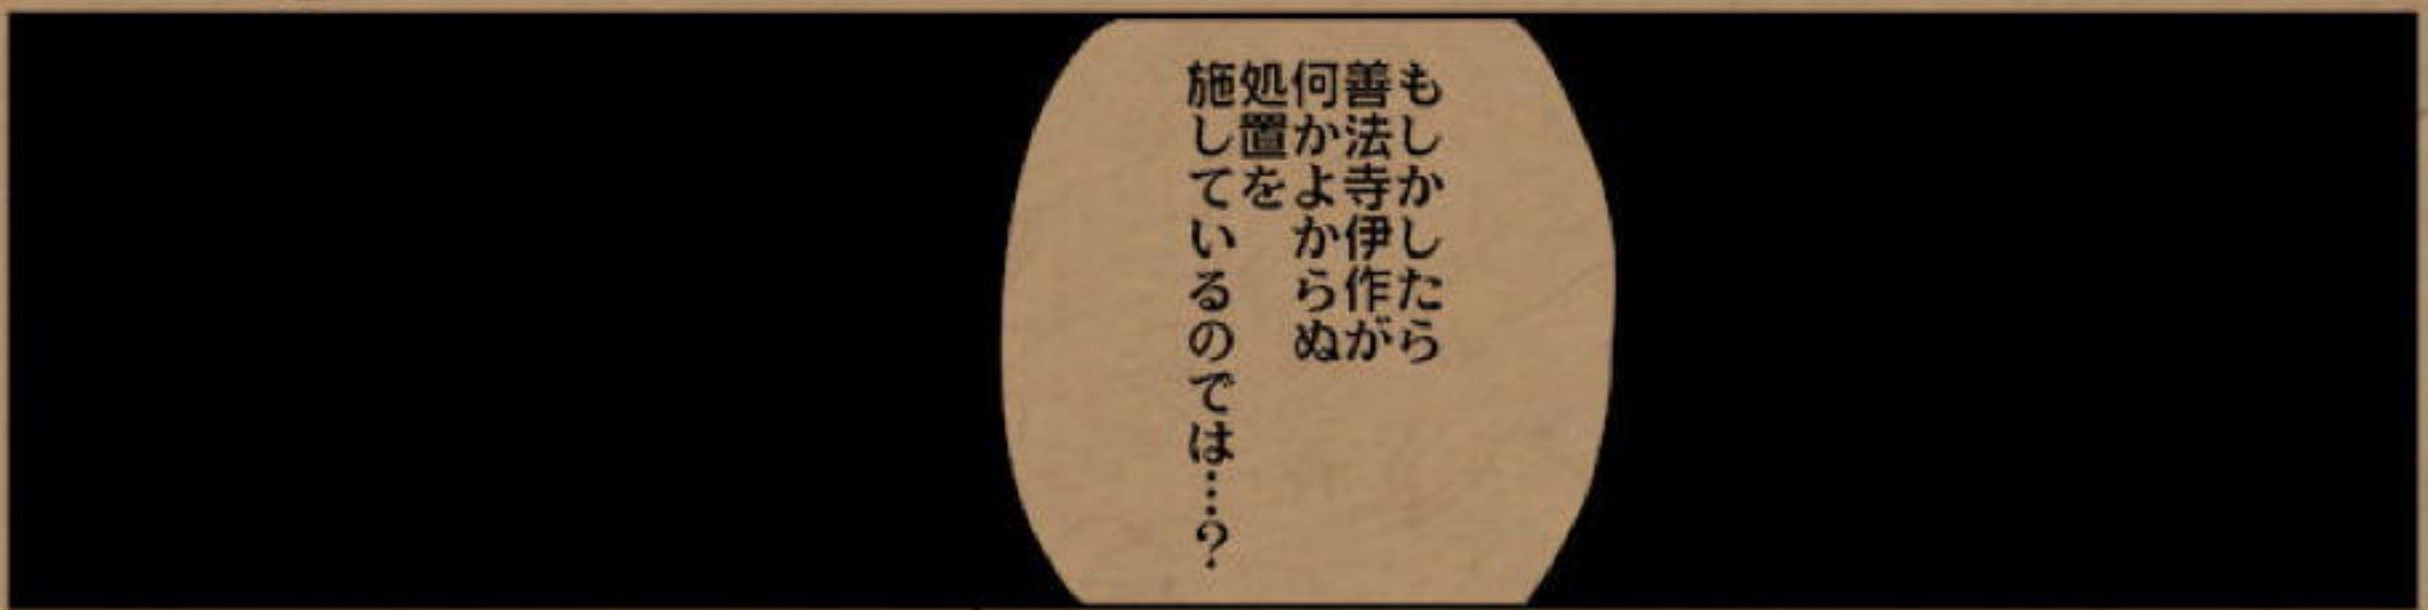 もしかしたら
善法寺伊作が
何かよからぬ
処置を
施しているのでは…?